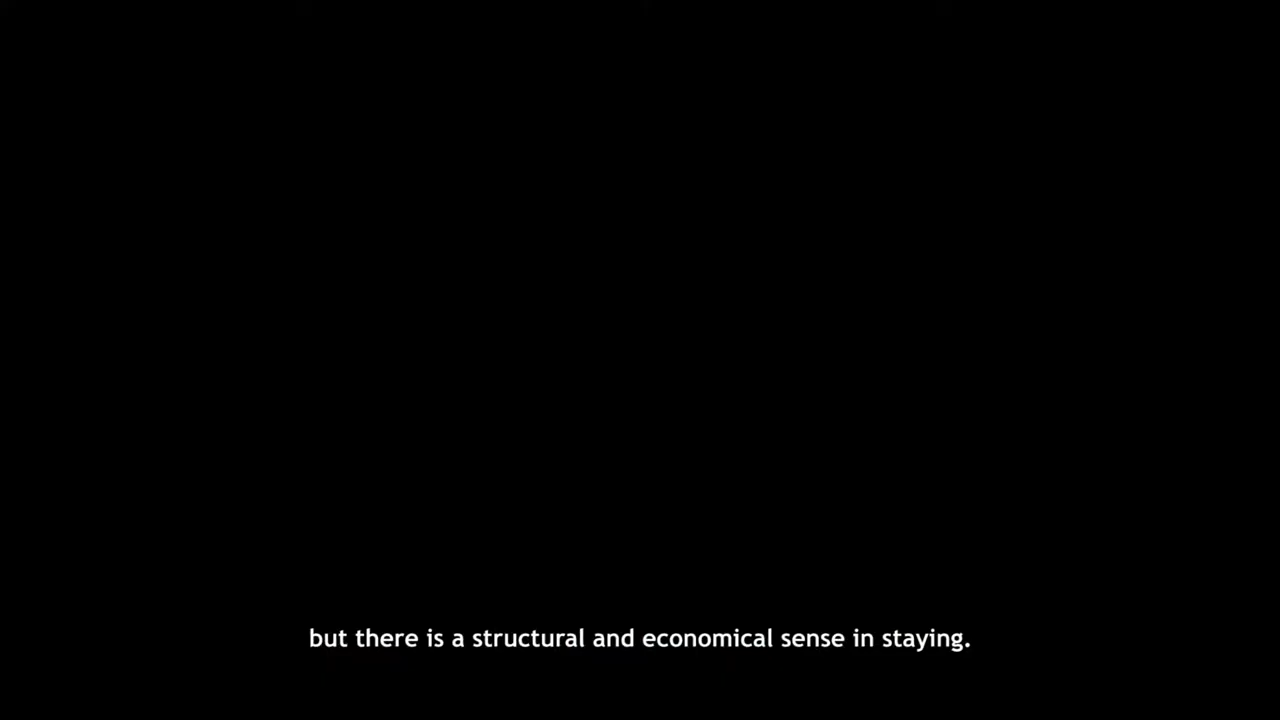 but there is a structural and economical sense in staying.